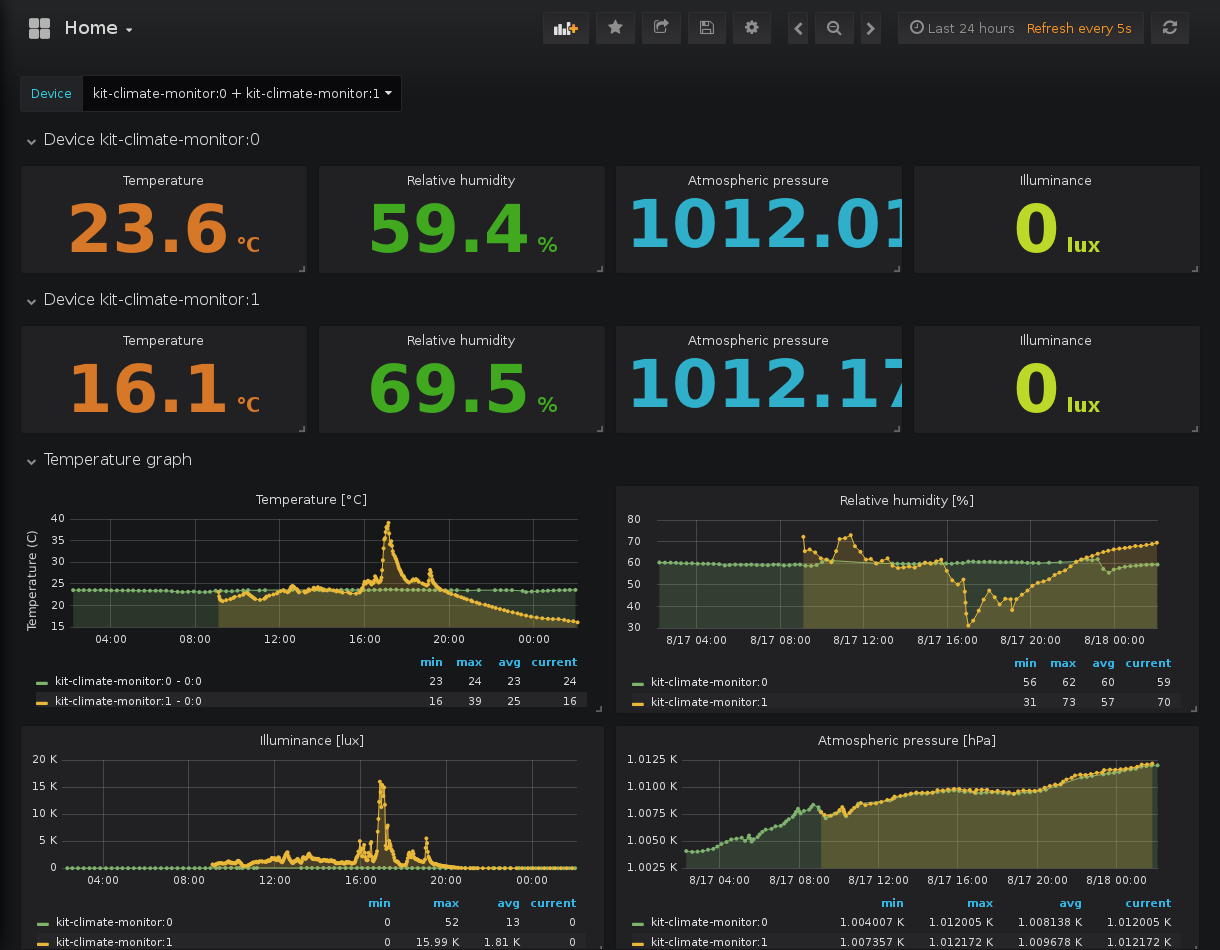 Home
Last 24 hours Refresh every 5s
Device kit-climate-monitor:0 + kit-climate-monitor:1
Device kit-climate-monitor:0
Temperature Relative humidity Atmospheric pressure Illuminance
23.6 °C 59.4 % 1012.01 0 lux
Device kit-climate-monitor:1
Temperature Relative humidity Atmospheric pressure Illuminance
16.1 °C 69.5 % 1012.17 0 lux
Temperature graph
Temperature [°C]
Temperature (C)
40
35
30
25
20
15
04:00 08:00 12:00 16:00 20:00 00:00
min max avg current
kit-climate-monitor:0 - 0:0 23 24 23 24
kit-climate-monitor:1 - 0:0 16 39 25 16
Relative humidity [%]
80
70
60
50
40
30
8/17 04:00 8/17 08:00 8/17 12:00 8/17 16:00 8/17 20:00 8/18 00:00
min max avg current
kit-climate-monitor:0 56 62 60 59
kit-climate-monitor:1 31 73 57 70
Illuminance [lux]
20 K
15 K
10 K
5 K
0
04:00 08:00 12:00 16:00 20:00 00:00
min max avg current
kit-climate-monitor:0 0 52 13 0
kit-climate-monitor:1 0 15.99 K 1.81 K 0
Atmospheric pressure [hPa]
1.0125 K
1.0100 K
1.0075 K
1.0050 K
1.0025 K
8/17 04:00 8/17 08:00 8/17 12:00 8/17 16:00 8/17 20:00 8/18 00:00
min max avg current
kit-climate-monitor:0 1.004007 K 1.012005 K 1.008138 K 1.012005 K
kit-climate-monitor:1 1.007357 K 1.012172 K 1.009678 K 1.012172 K